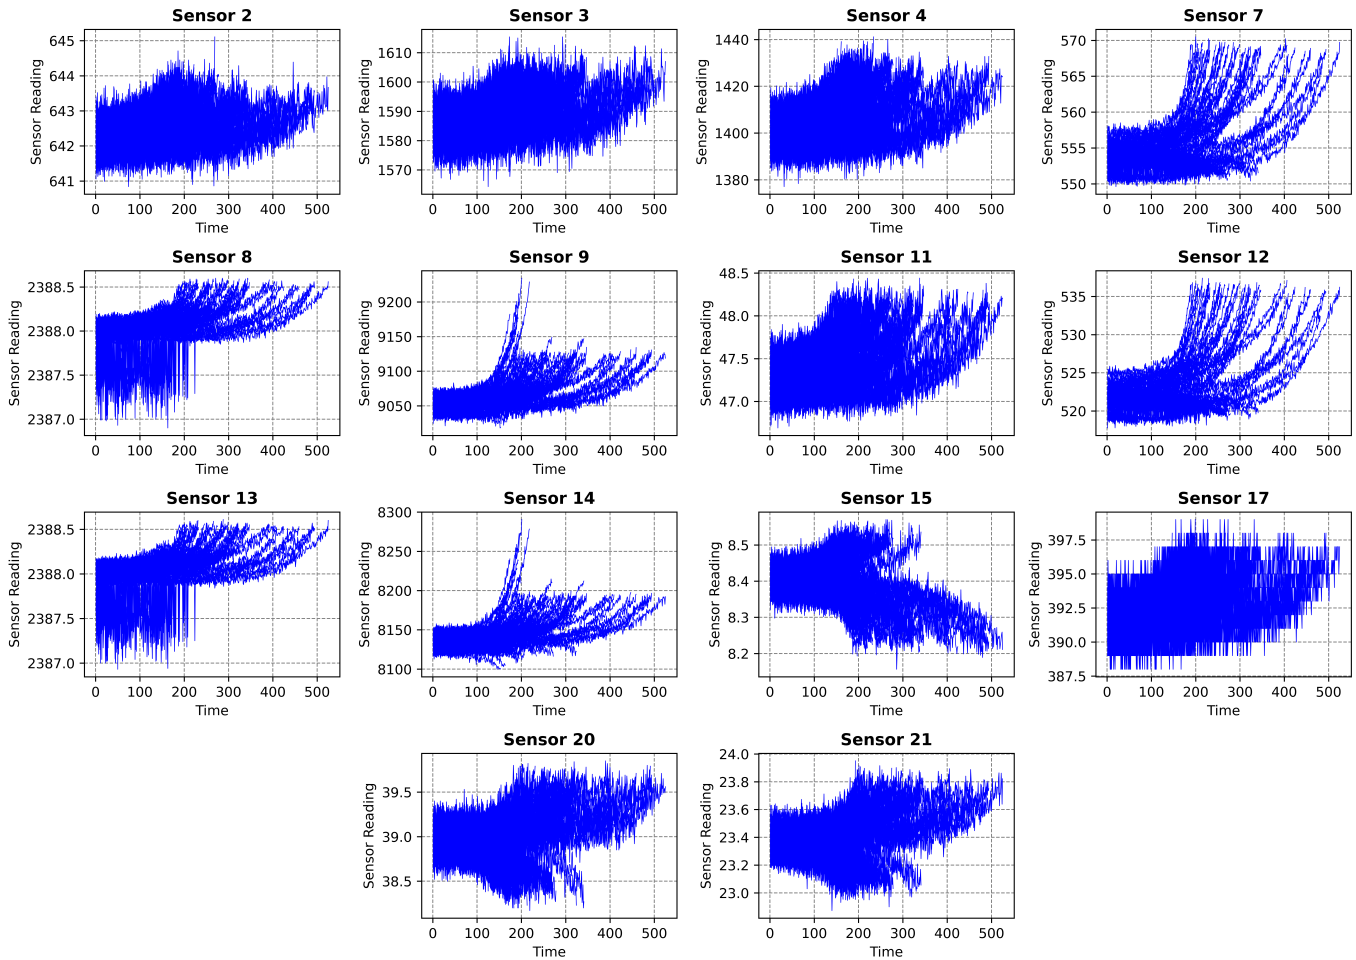 Sensor 2
Sensor Reading
645
644
643
642
641
0 100 200 300 400 500
Time
Sensor 3
Sensor Reading
1610
1600
1590
1580
1570
0 100 200 300 400 500
Time
Sensor 4
Sensor Reading
1440
1420
1400
1380
0 100 200 300 400 500
Time
Sensor 7
Sensor Reading
570
565
560
555
550
0 100 200 300 400 500
Time
Sensor 8
Sensor Reading
2388.5
2388.0
2387.5
2387.0
0 100 200 300 400 500
Time
Sensor 9
Sensor Reading
9200
9150
9100
9050
0 100 200 300 400 500
Time
Sensor 11
Sensor Reading
48.5
48.0
47.5
47.0
0 100 200 300 400 500
Time
Sensor 12
Sensor Reading
535
530
525
520
0 100 200 300 400 500
Time
Sensor 13
Sensor Reading
2388.5
2388.0
2387.5
2387.0
0 100 200 300 400 500
Time
Sensor 14
Sensor Reading
8300
8250
8200
8150
8100
0 100 200 300 400 500
Time
Sensor 15
Sensor Reading
8.5
8.4
8.3
8.2
0 100 200 300 400 500
Time
Sensor 17
Sensor Reading
397.5
395.0
392.5
390.0
387.5
0 100 200 300 400 500
Time
Sensor 20
Sensor Reading
39.5
39.0
38.5
0 100 200 300 400 500
Time
Sensor 21
Sensor Reading
24.0
23.8
23.6
23.4
23.2
23.0
0 100 200 300 400 500
Time